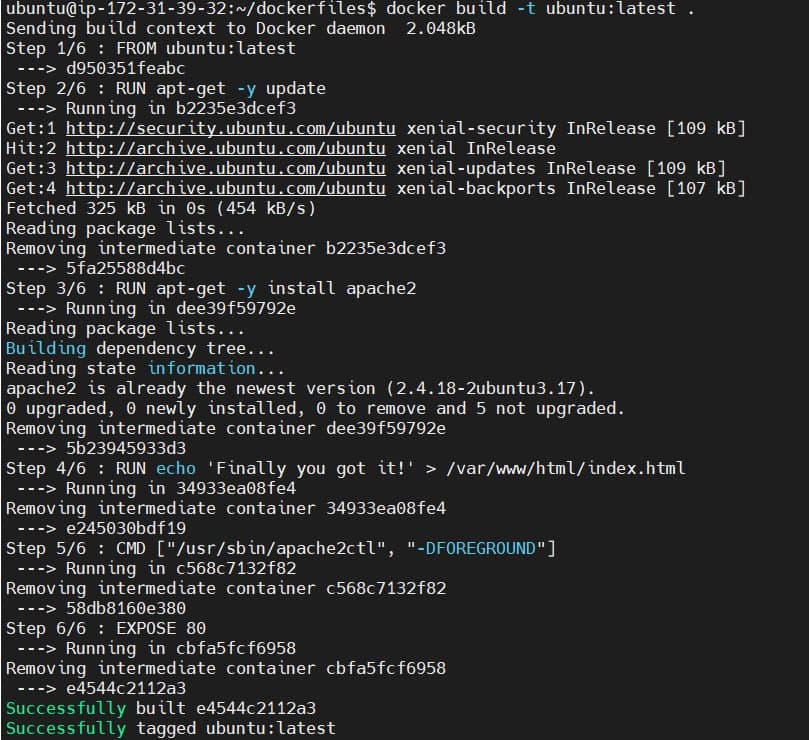 ubuntu@ip-172-31-39-32:~/dockerfiles$ docker build -t ubuntu:latest .
Sending build context to Docker daemon  2.048kB
Step 1/6 : FROM ubuntu:latest
 ---> d950351feabc
Step 2/6 : RUN apt-get -y update
 ---> Running in b2235e3dcef3
Get:1 http://security.ubuntu.com/ubuntu xenial-security InRelease [109 kB]
Hit:2 http://archive.ubuntu.com/ubuntu xenial InRelease
Get:3 http://archive.ubuntu.com/ubuntu xenial-updates InRelease [109 kB]
Get:4 http://archive.ubuntu.com/ubuntu xenial-backports InRelease [107 kB]
Fetched 325 kB in 0s (454 kB/s)
Reading package lists...
Removing intermediate container b2235e3dcef3
 ---> 5fa25588d4bc
Step 3/6 : RUN apt-get -y install apache2
 ---> Running in dee39f59792e
Reading package lists...
Building dependency tree...
Reading state information...
apache2 is already the newest version (2.4.18-2ubuntu3.17).
0 upgraded, 0 newly installed, 0 to remove and 5 not upgraded.
Removing intermediate container dee39f59792e
 ---> 5b23945933d3
Step 4/6 : RUN echo 'Finally you got it!' > /var/www/html/index.html
 ---> Running in 34933ea08fe4
Removing intermediate container 34933ea08fe4
 ---> e245030bdf19
Step 5/6 : CMD ["/usr/sbin/apache2ctl", "-DFOREGROUND"]
 ---> Running in c568c7132f82
Removing intermediate container c568c7132f82
 ---> 58db8160e380
Step 6/6 : EXPOSE 80
 ---> Running in cbfa5fcf6958
Removing intermediate container cbfa5fcf6958
 ---> e4544c2112a3
Successfully built e4544c2112a3
Successfully tagged ubuntu:latest